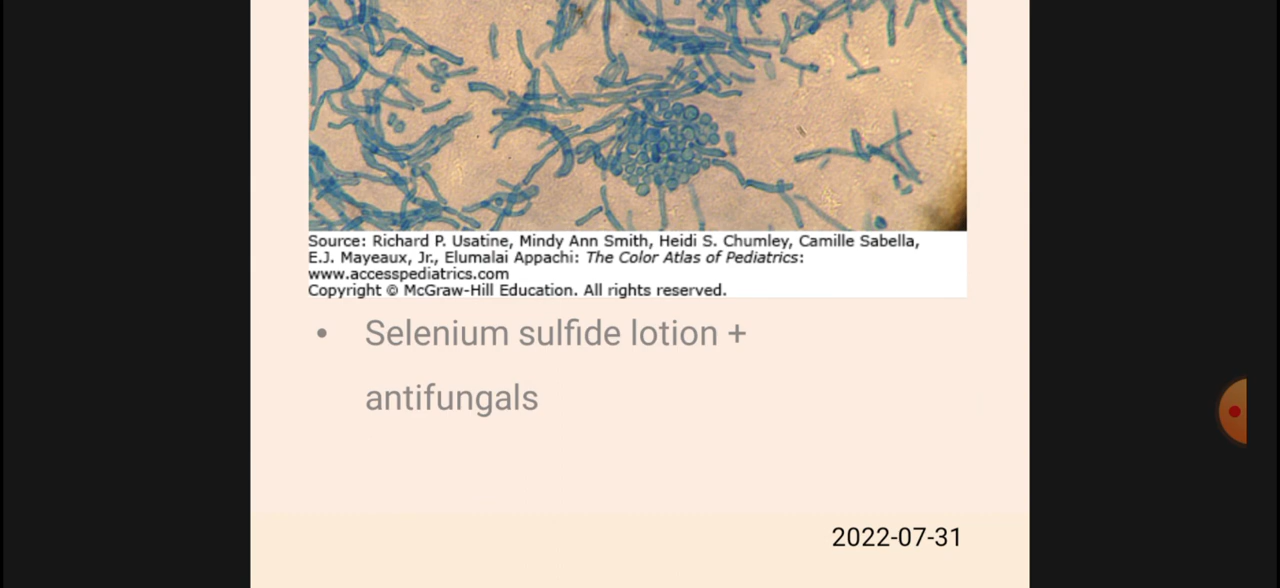 Source: Richard P. Usatine, Mindy Ann Smith, Heidi S. Chumley, Camille Sabella,
E.J. Mayeaux, Jr., Elumalai Appachi: The Color Atlas of Pediatrics:
www.accesspediatrics.com
Copyright © McGraw-Hill Education. All rights reserved.
• Selenium sulfide lotion +
antifungals
2022-07-31